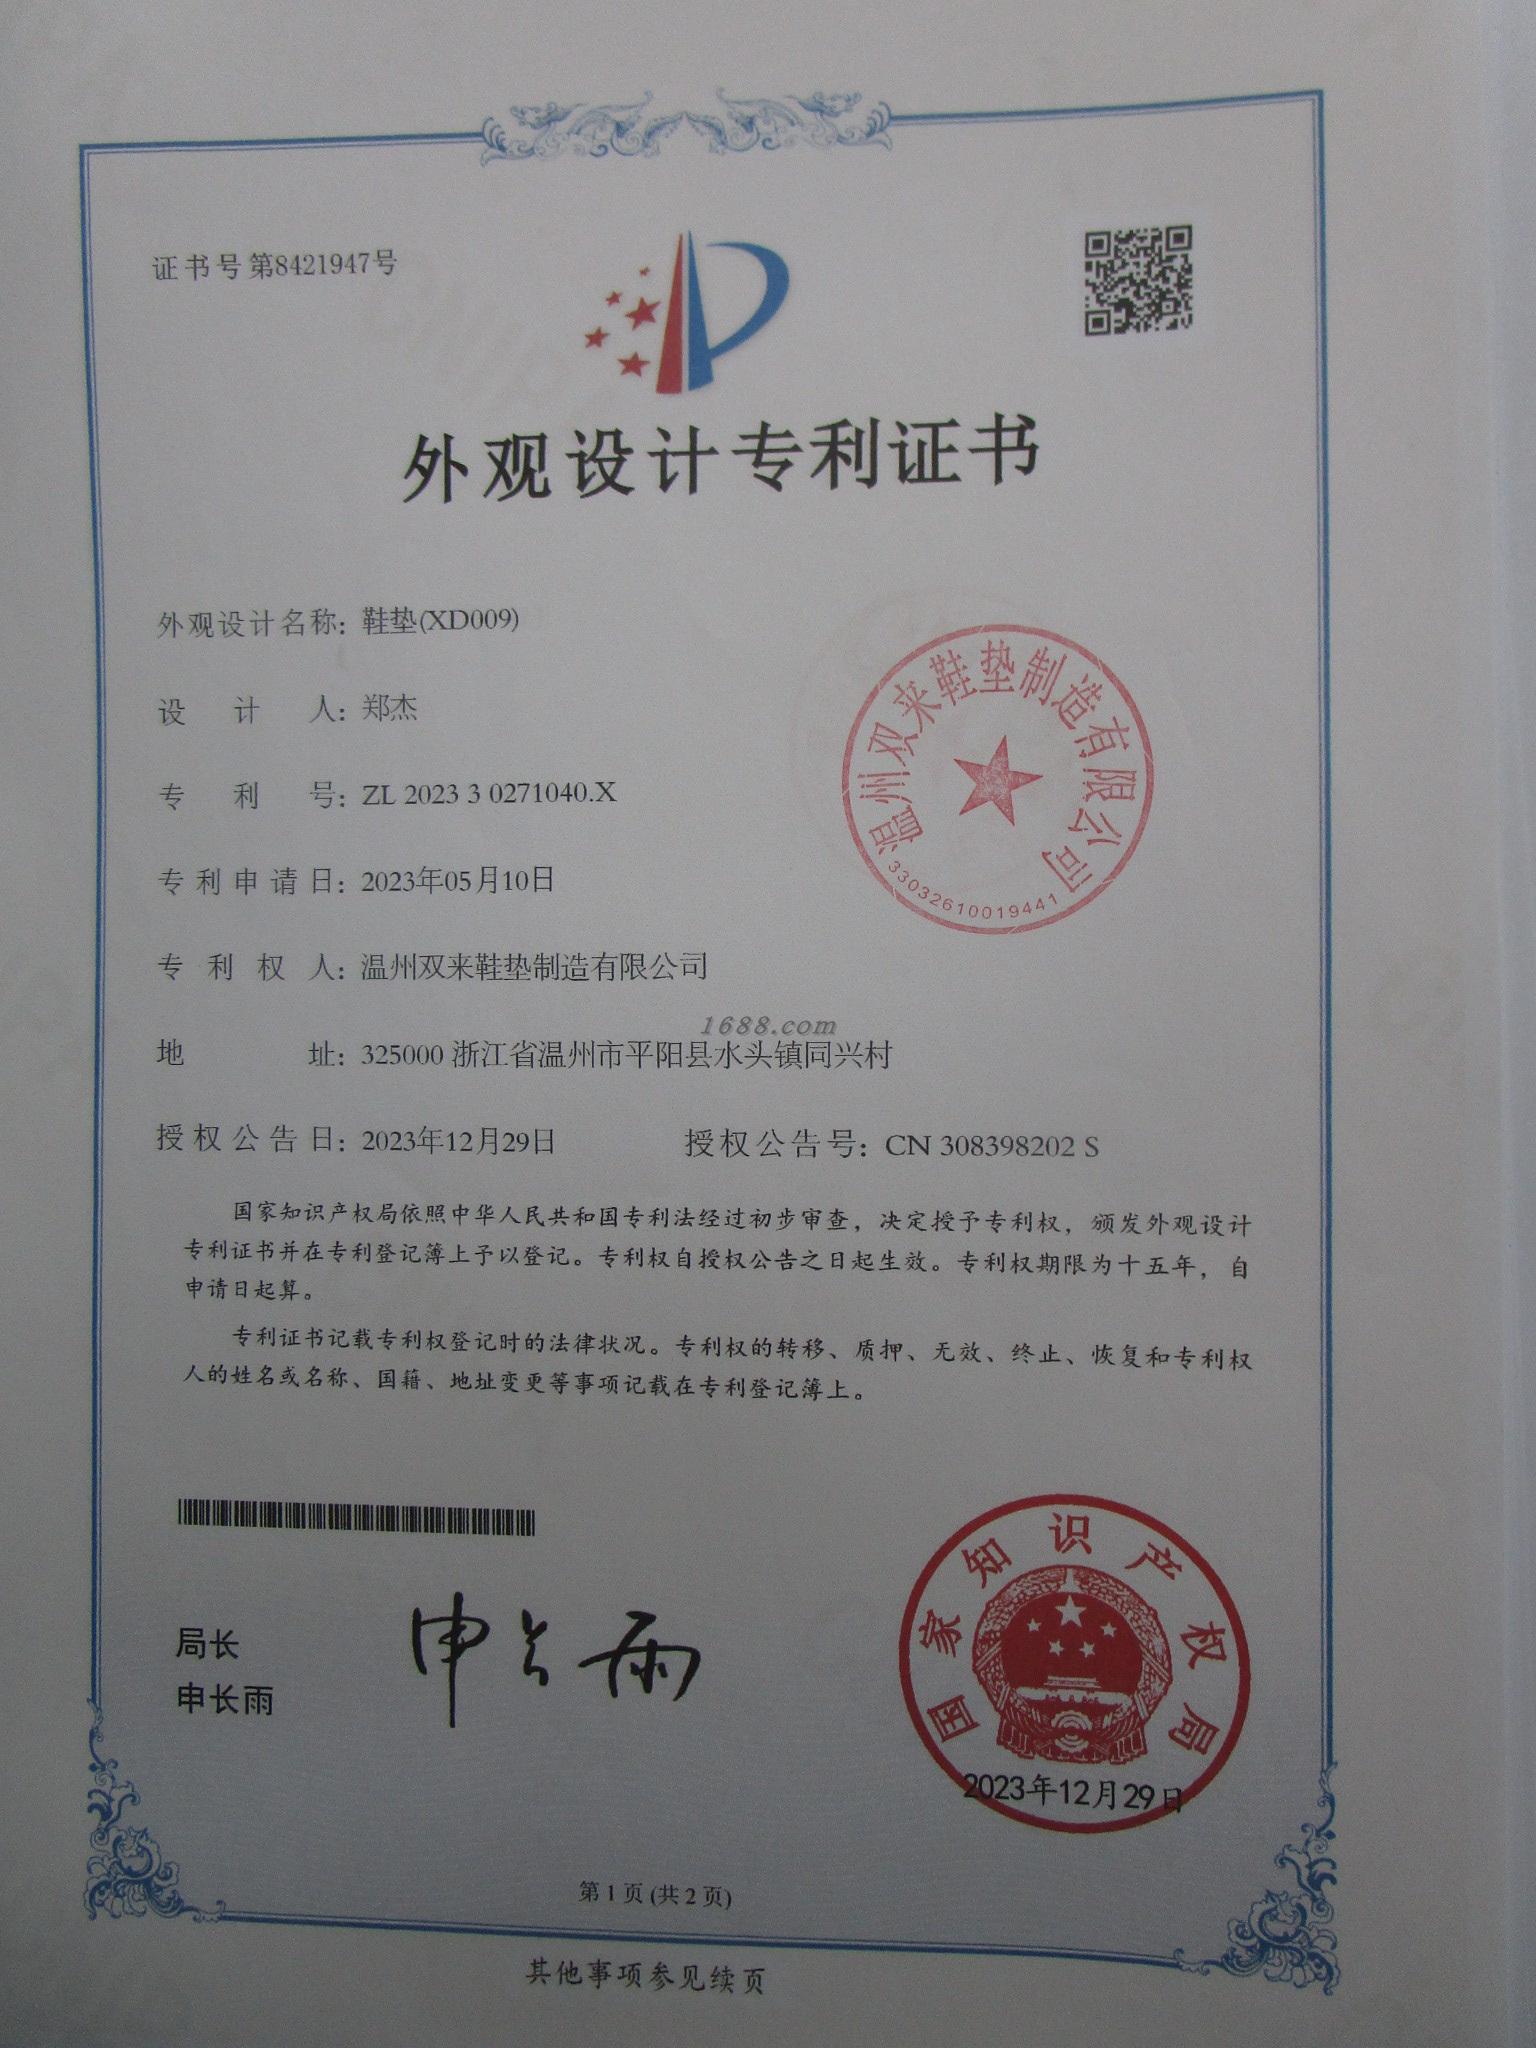 证书号第8421947号
外观设计专利证书
外观设计名称：鞋垫(XD009)
设计人：郑杰
专利号：ZL 2023 3 0271040.X
专利申请日：2023年05月10日
专利权人：温州双来鞋垫制造有限公司
地址：325000 浙江省温州市平阳县水头镇同兴村
授权公告日：2023年12月29日 授权公告号：CN 308398202 S
温州双来鞋垫制造有限公司
33032610019441
1688.com
国家知识产权局依照中华人民共和国专利法经过初步审查，决定授予专利权，颁发外观设计
专利证书并在专利登记簿上予以登记。专利权自授权公告之日起生效。专利权期限为十五年，自
申请日起算。
专利证书记载专利权登记时的法律状况。专利权的转移、质押、无效、终止、恢复和专利权
人的姓名或名称、国籍、地址变更等事项记载在专利登记簿上。
局长
申长雨
申长雨
国家知识产权局
2023年12月29日
第1页(共2页)
其他事项参见续页